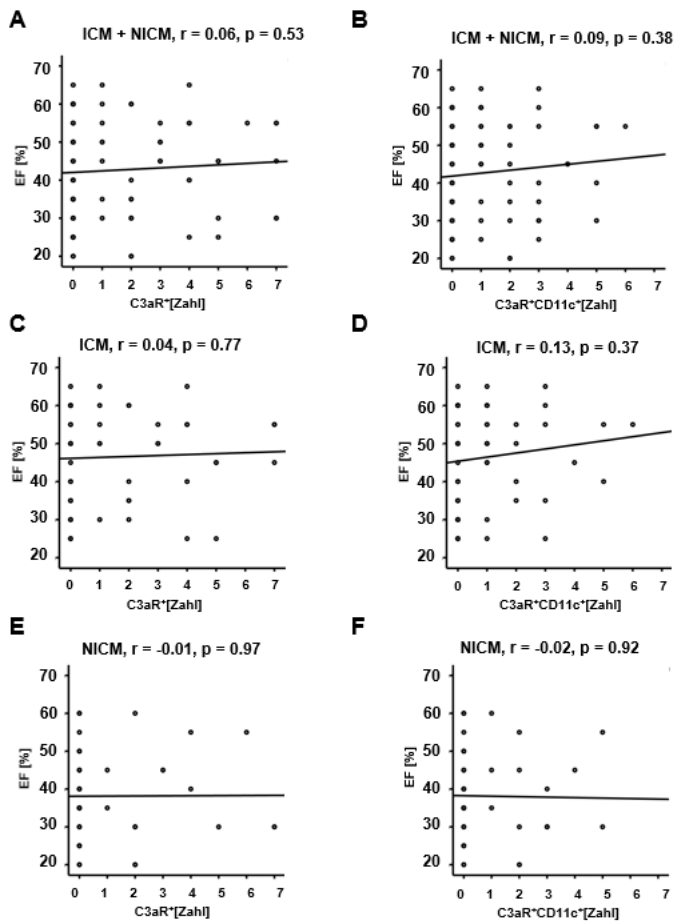 A
ICM + NICM, r = 0.06, p = 0.53
70
60
50
40
30
20
EF [%]
0 1 2 3 4 5 6 7
C3aR⁺[Zahl]
B
ICM + NICM, r = 0.09, p = 0.38
70
60
50
40
30
20
EF [%]
0 1 2 3 4 5 6 7
C3aR⁺CD11c⁺[Zahl]
C
ICM, r = 0.04, p = 0.77
70
60
50
40
30
20
EF [%]
0 1 2 3 4 5 6 7
C3aR⁺[Zahl]
D
ICM, r = 0.13, p = 0.37
70
60
50
40
30
20
EF [%]
0 1 2 3 4 5 6 7
C3aR⁺CD11c⁺[Zahl]
E
NICM, r = -0.01, p = 0.97
70
60
50
40
30
20
EF [%]
0 1 2 3 4 5 6 7
C3aR⁺[Zahl]
F
NICM, r = -0.02, p = 0.92
70
60
50
40
30
20
EF [%]
0 1 2 3 4 5 6 7
C3aR⁺CD11c⁺[Zahl]